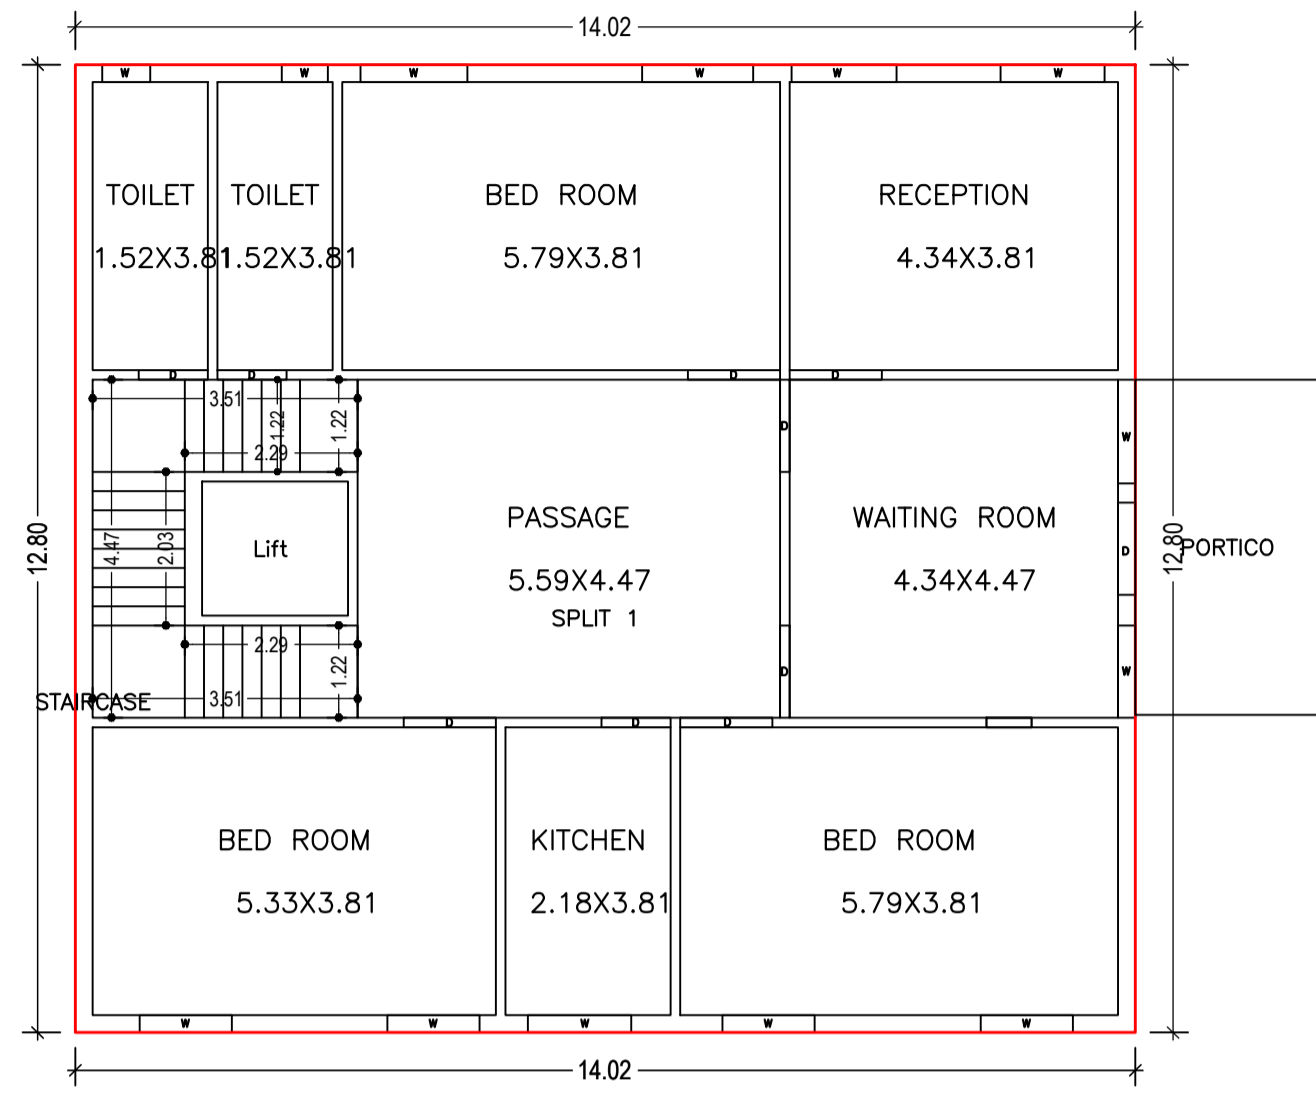 14.02
W W W W W W
TOILET TOILET BED ROOM RECEPTION
1.52X3.81 1.52X3.81 5.79X3.81 4.34X3.81
D D D D
3.51
1.22 1.22
D
W
2.29
PASSAGE WAITING ROOM
12.80 4.47 2.03 Lift D 12.80 PORTICO
5.59X4.47 4.34X4.47
SPLIT 1
2.29
1.22 D W
3.51
STAIRCASE
D D D
BED ROOM KITCHEN BED ROOM
5.33X3.81 2.18X3.81 5.79X3.81
W W W W W
14.02